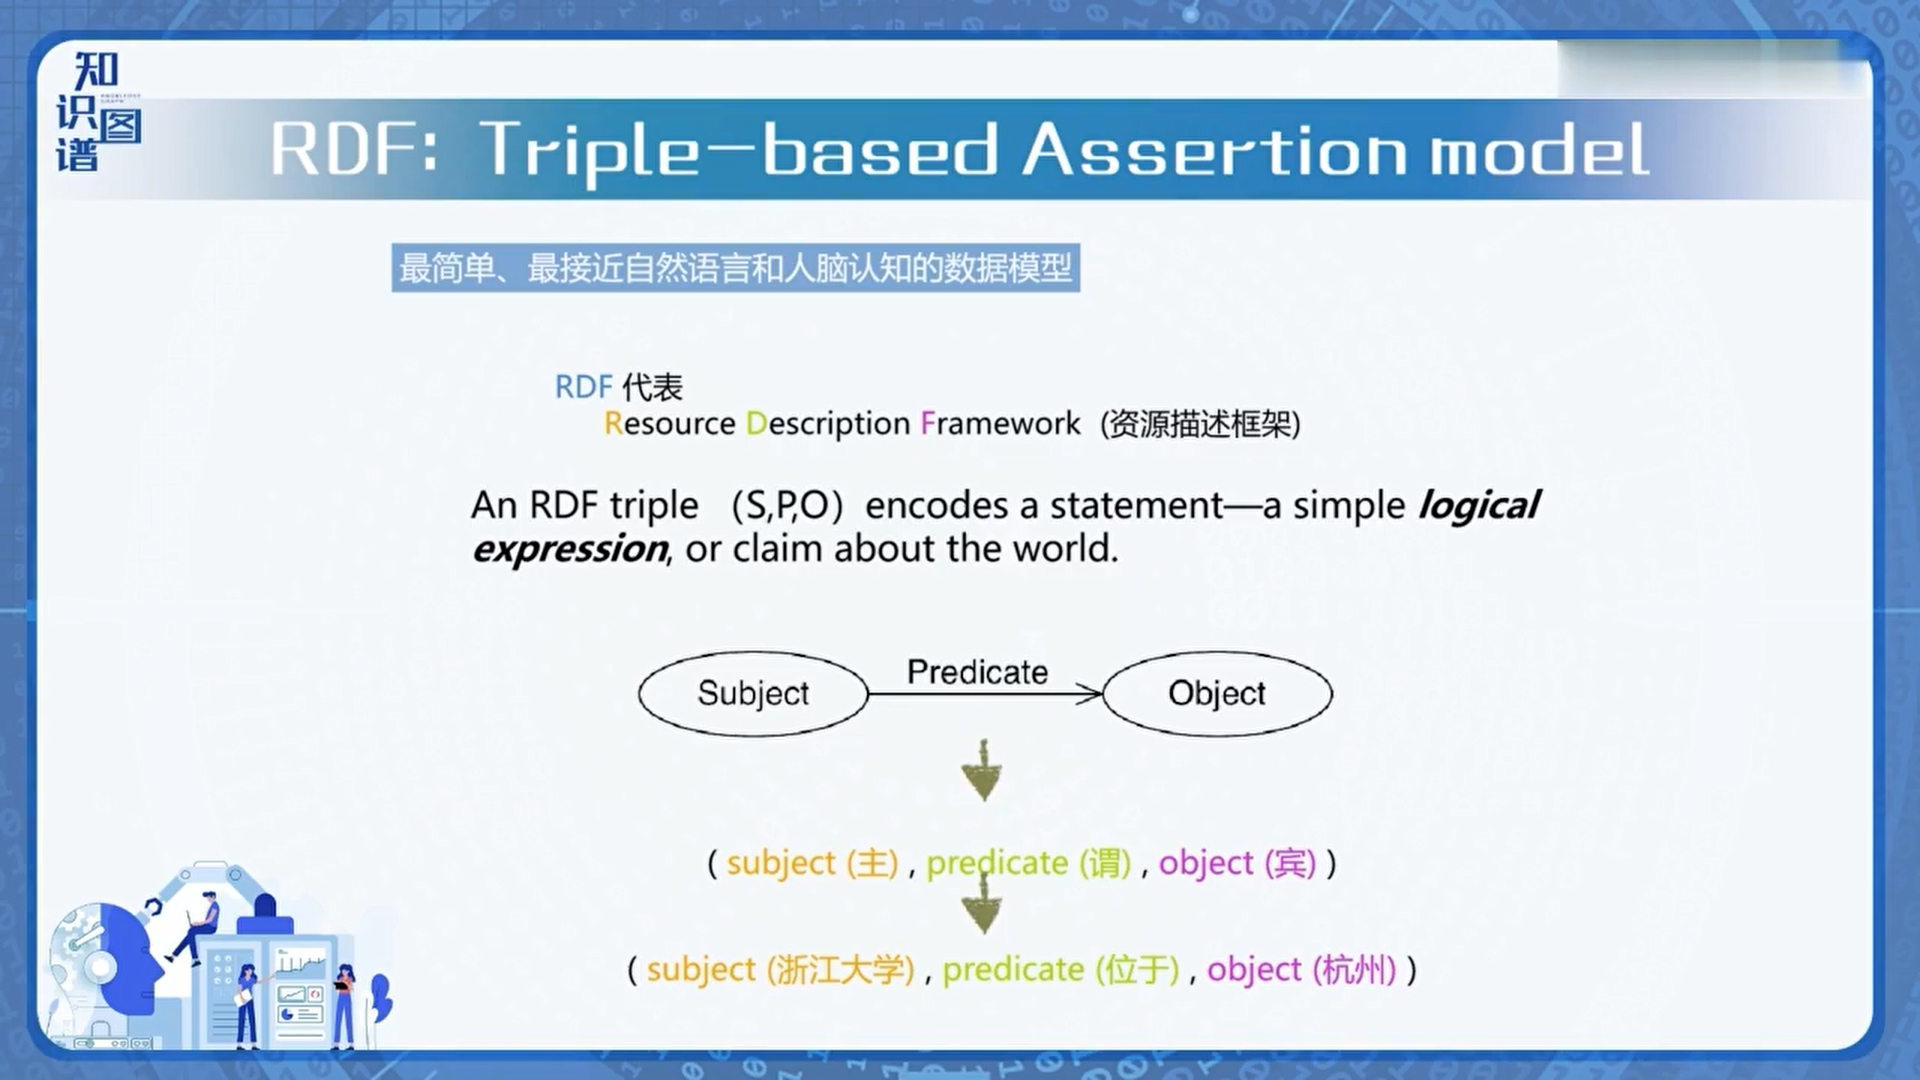 知识图谱
KNOWLEDGE GRAPH
RDF: Triple-based Assertion model
最简单、最接近自然语言和人脑认知的数据模型
RDF 代表
Resource Description Framework (资源描述框架)
An RDF triple （S,P,O）encodes a statement—a simple logical
expression, or claim about the world.
Subject
Predicate
Object
( subject (主) , predicate (谓) , object (宾) )
( subject (浙江大学) , predicate (位于) , object (杭州) )